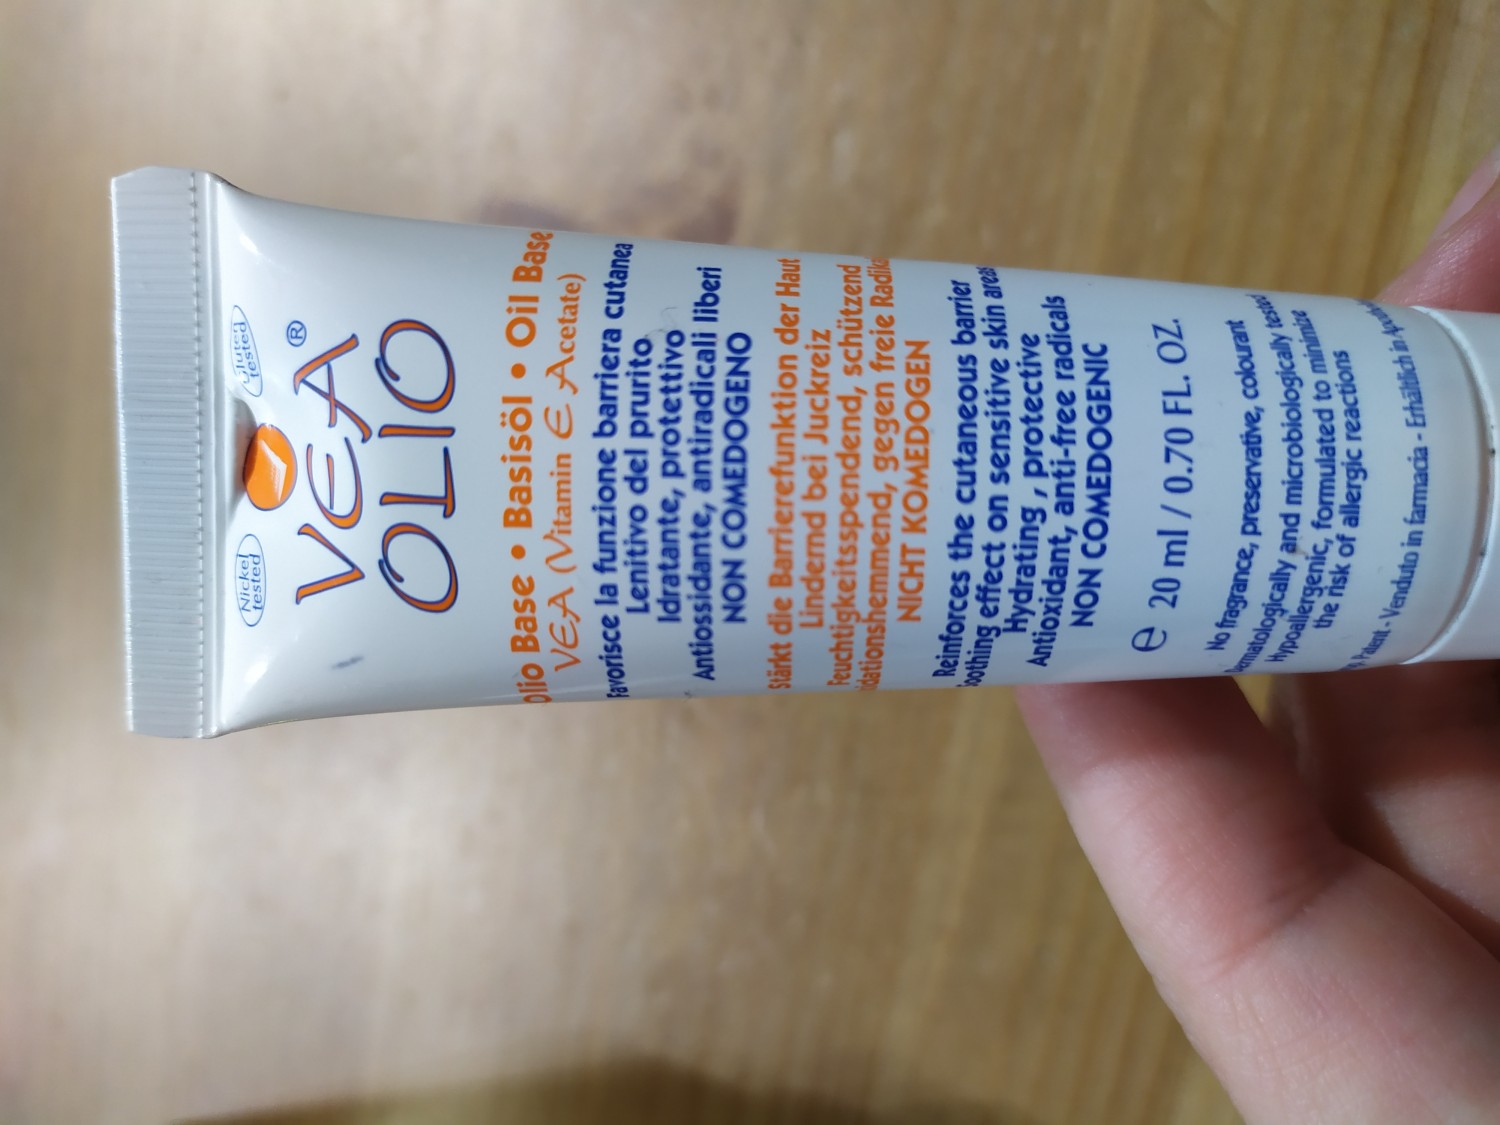 Nickel tested
Gluten tested
VEA®
OLIO
Olio Base • Basisöl • Oil Base
VEA (Vitamin E Acetate)
Favorisce la funzione barriera cutanea
Lenitivo del prurito
Idratante, protettivo
Antiossidante, antiradicali liberi
NON COMEDOGENO
Stärkt die Barrierefunktion der Haut
Lindernd bei Juckreiz
Feuchtigkeitsspendend, schützend
gegen freie
NICHT KOMEDOGEN
Reinforces the cutaneous barrier
Soothing effect on sensitive skin areas
Hydrating, protective
Antioxidant, anti-free radicals
NON COMEDOGENIC
e 20 ml / 0.70 FL. OZ.
No fragrance, preservative, colourant
Dermatologically and microbiologically tested
Hypoallergenic, formulated to minimize
the risk of allergic reactions
Patent - Venduto in farmacia - Erhältlich in